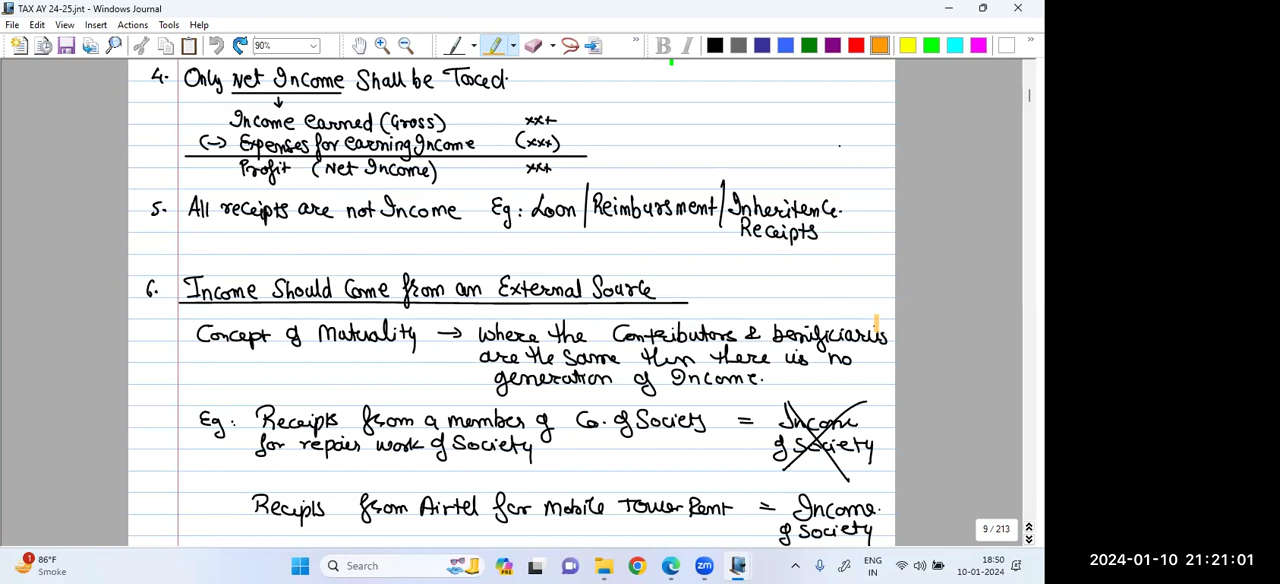 TAX AY 24-25.jnt - Windows Journal
File Edit View Insert Actions Tools Help
90%
B I
4. Only Net Income Shall be Taxed.
Income earned (Gross) xxx
(-) Expenses for earning Income (xxx)
Profit (Net Income) xxx
5. All receipts are not Income Eg: Loan / Reimbursment / Inheritence
Receipts
6. Income Should Come from an External Source
Concept of Mutuality → where the Contributors & benificiaris
are the same then there is no
generation of Income.
Eg: Receipts from a member of Co. of Society = Income
for repairs work of Society of Society
Receipts from Airtel for Mobile Tower Rent = Income
of Society
9 / 213
86°F
Smoke
Search
ENG
IN
18:50
10-01-2024
2024-01-10 21:21:01